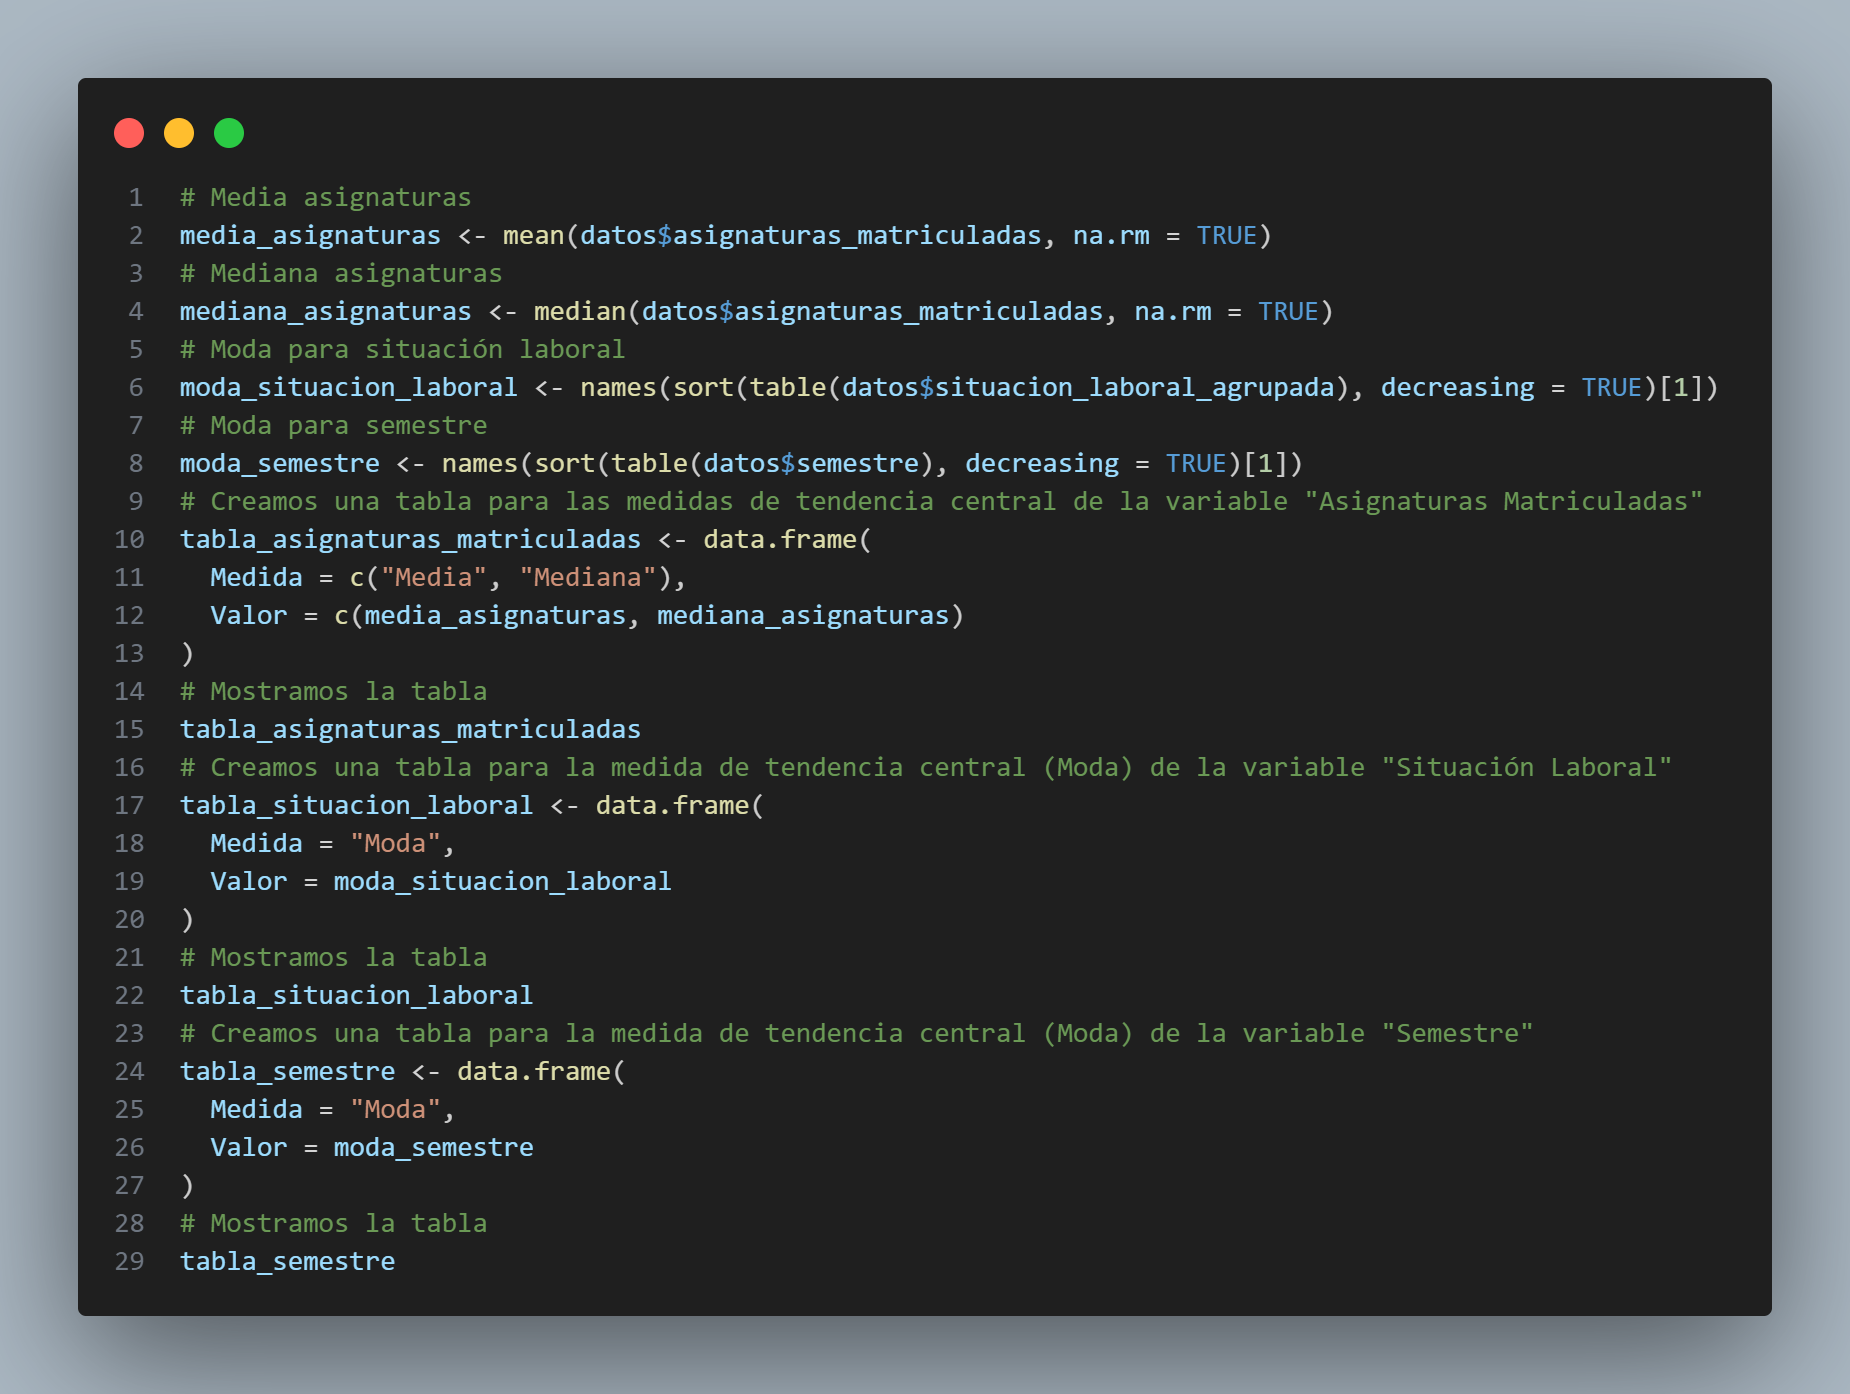 1 # Media asignaturas
2 media_asignaturas <- mean(datos$asignaturas_matriculadas, na.rm = TRUE)
3 # Mediana asignaturas
4 mediana_asignaturas <- median(datos$asignaturas_matriculadas, na.rm = TRUE)
5 # Moda para situación laboral
6 moda_situacion_laboral <- names(sort(table(datos$situacion_laboral_agrupada), decreasing = TRUE)[1])
7 # Moda para semestre
8 moda_semestre <- names(sort(table(datos$semestre), decreasing = TRUE)[1])
9 # Creamos una tabla para las medidas de tendencia central de la variable "Asignaturas Matriculadas"
10 tabla_asignaturas_matriculadas <- data.frame(
11   Medida = c("Media", "Mediana"),
12   Valor = c(media_asignaturas, mediana_asignaturas)
13 )
14 # Mostramos la tabla
15 tabla_asignaturas_matriculadas
16 # Creamos una tabla para la medida de tendencia central (Moda) de la variable "Situación Laboral"
17 tabla_situacion_laboral <- data.frame(
18   Medida = "Moda",
19   Valor = moda_situacion_laboral
20 )
21 # Mostramos la tabla
22 tabla_situacion_laboral
23 # Creamos una tabla para la medida de tendencia central (Moda) de la variable "Semestre"
24 tabla_semestre <- data.frame(
25   Medida = "Moda",
26   Valor = moda_semestre
27 )
28 # Mostramos la tabla
29 tabla_semestre